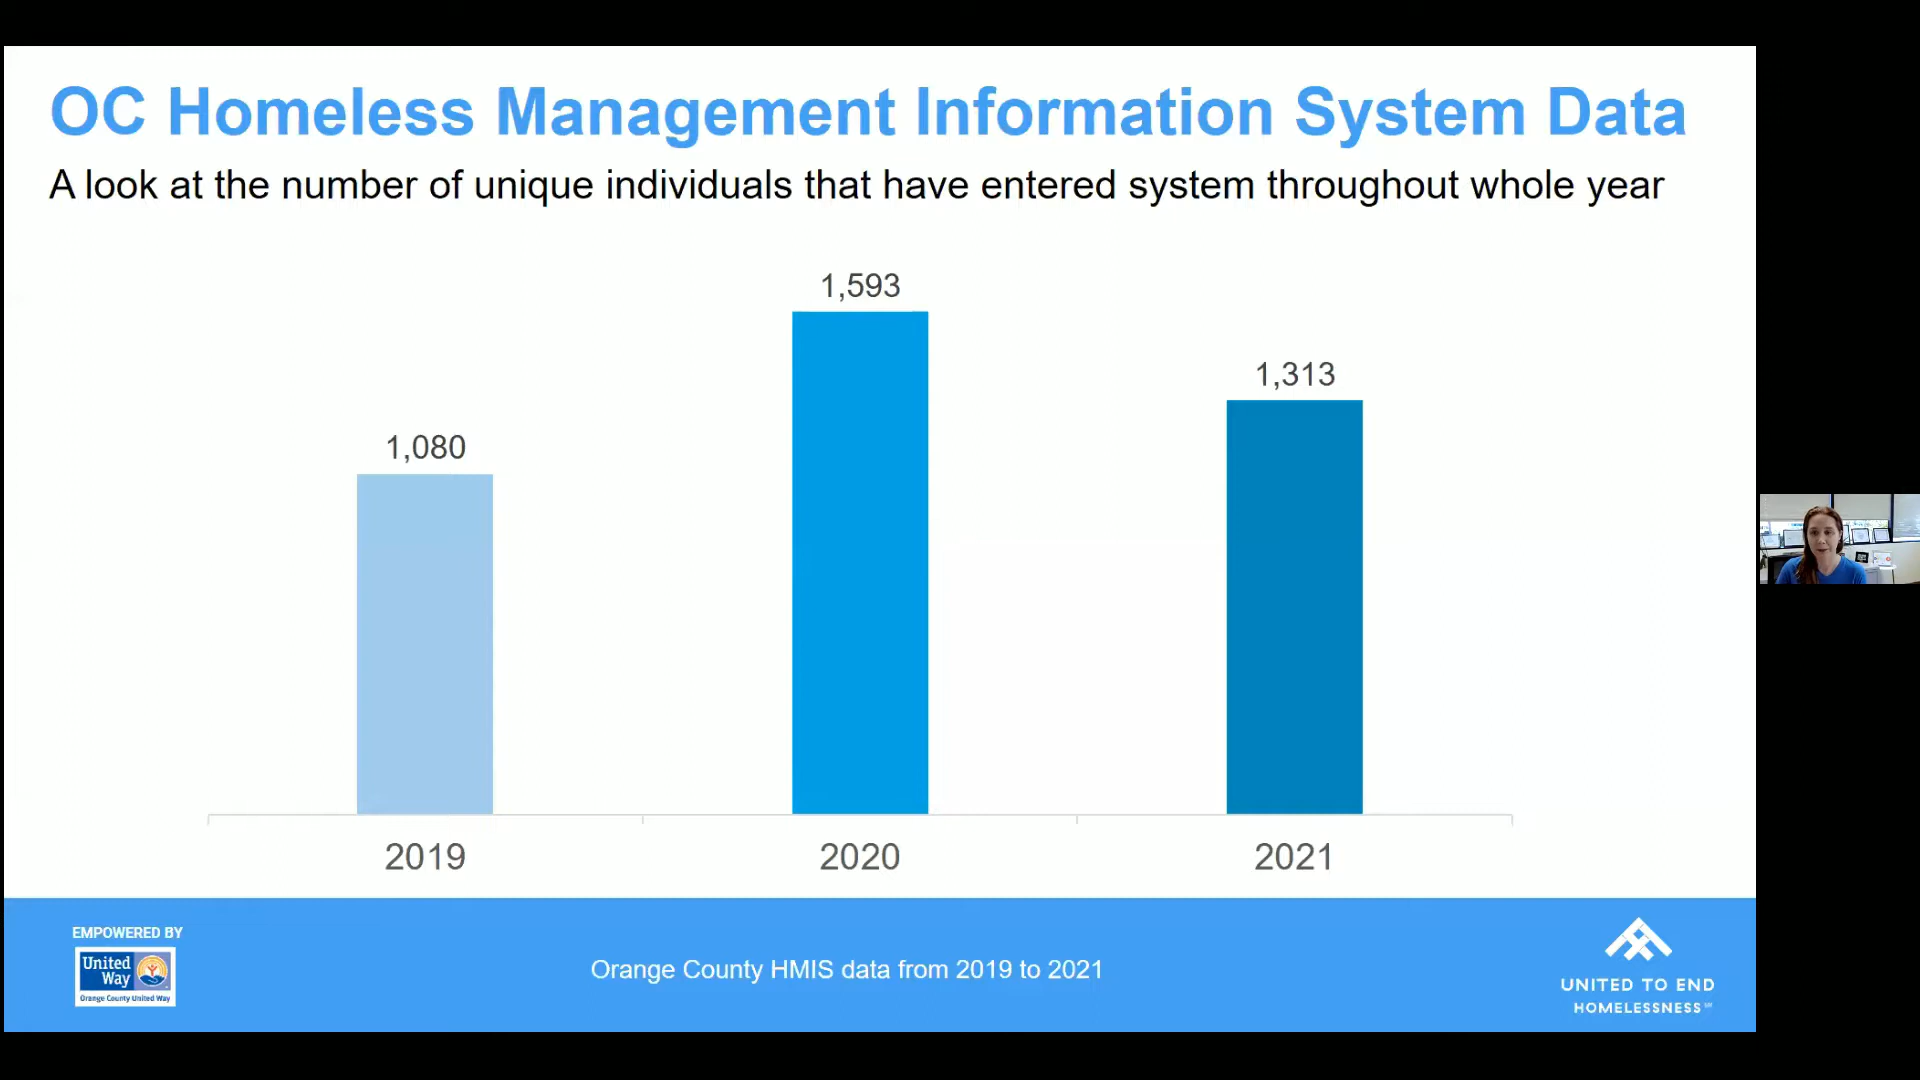 OC Homeless Management Information System Data
A look at the number of unique individuals that have entered system throughout whole year
1,593
1,313
1,080
2019 2020 2021
EMPOWERED BY
United
Way
Orange County United Way
Orange County HMIS data from 2019 to 2021
UNITED TO END
HOMELESSNESS